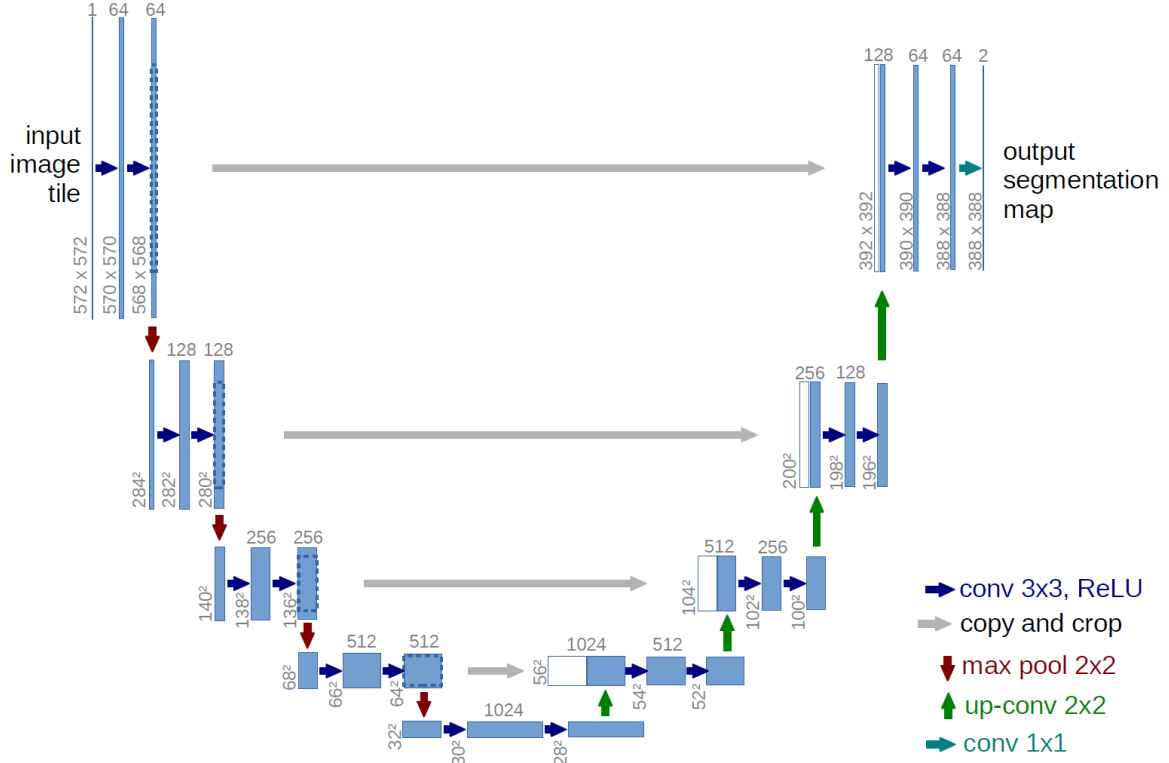 1 64 64
input
image
tile
572 x 572
570 x 570
568 x 568
128 64 64 2
392 x 392
390 x 390
388 x 388
388 x 388
output
segmentation
map
128 128
284²
282²
280²
256 128
200²
198²
196²
256 256
140²
138²
136²
512 256
104²
102²
100²
512 512
68²
66²
64²
1024 512
56²
54²
52²
1024
32²
30²
28²
conv 3x3, ReLU
copy and crop
max pool 2x2
up-conv 2x2
conv 1x1